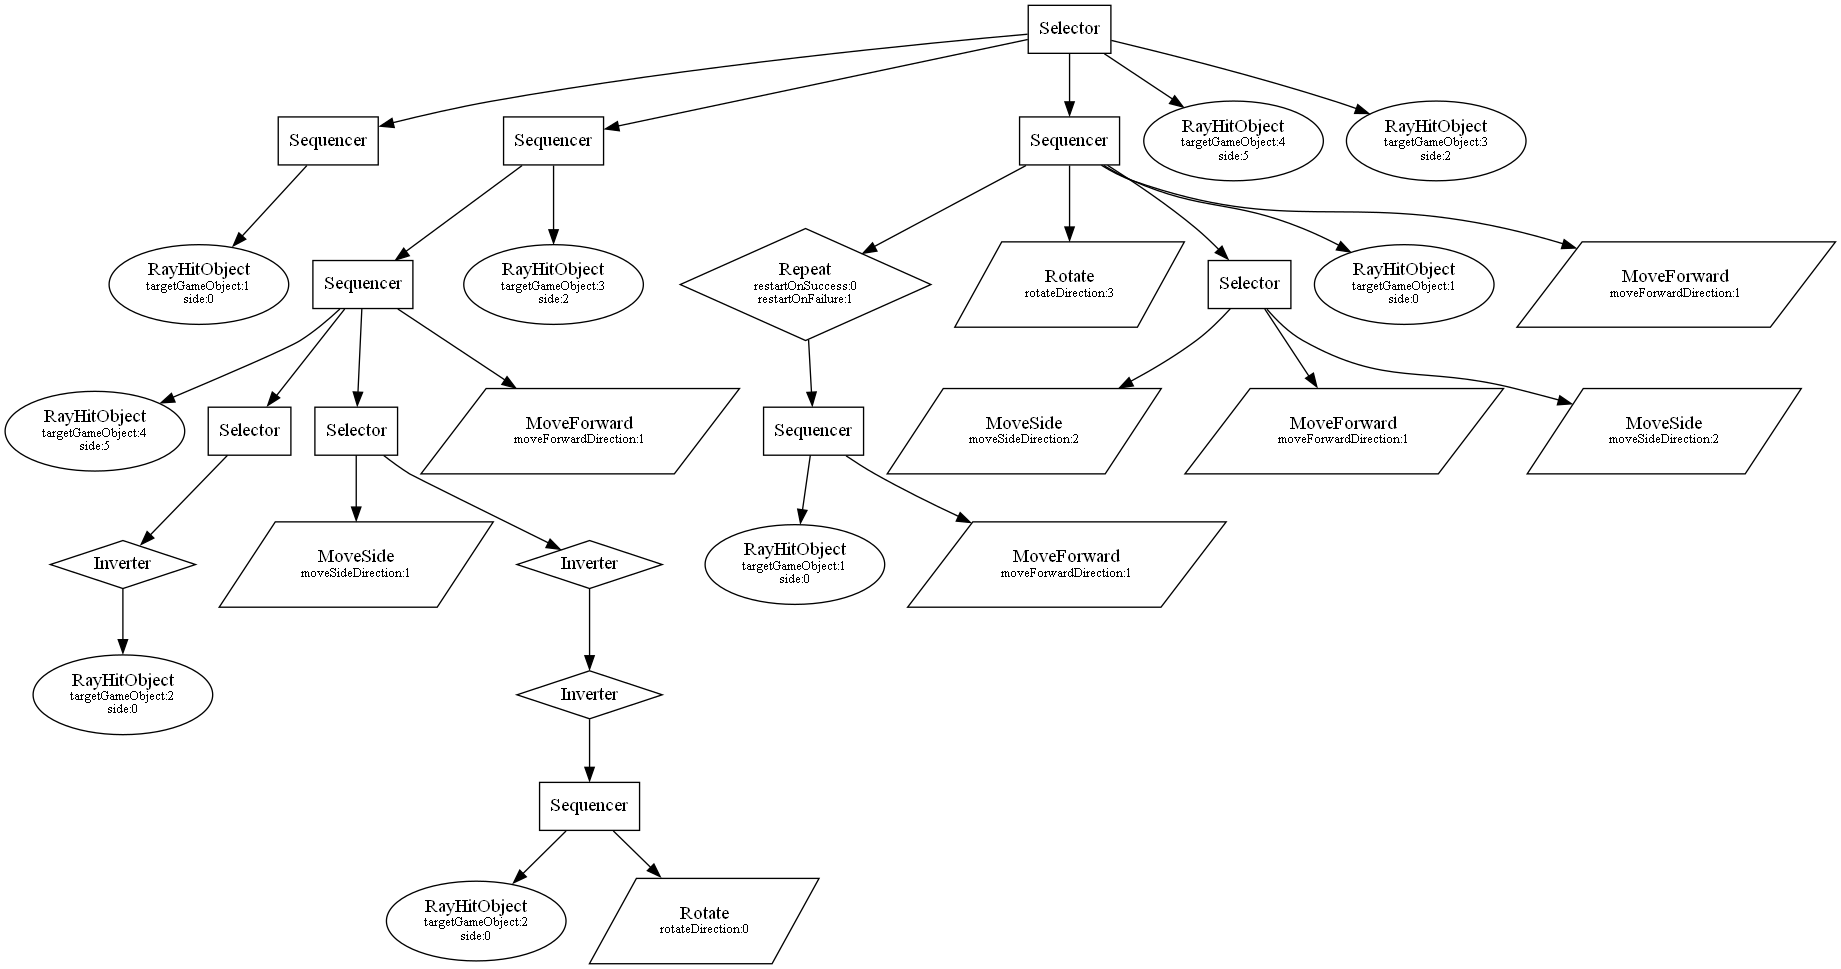 Selector
Sequencer
Sequencer
Sequencer
RayHitObject
targetGameObject:4
side:5
RayHitObject
targetGameObject:3
side:2
RayHitObject
targetGameObject:1
side:0
Sequencer
RayHitObject
targetGameObject:3
side:2
Repeat
restartOnSuccess:0
restartOnFailure:1
Rotate
rotateDirection:3
Selector
RayHitObject
targetGameObject:1
side:0
MoveForward
moveForwardDirection:1
RayHitObject
targetGameObject:4
side:5
Selector
Selector
MoveForward
moveForwardDirection:1
Sequencer
MoveSide
moveSideDirection:2
MoveForward
moveForwardDirection:1
MoveSide
moveSideDirection:2
Inverter
MoveSide
moveSideDirection:1
Inverter
RayHitObject
targetGameObject:1
side:0
MoveForward
moveForwardDirection:1
RayHitObject
targetGameObject:2
side:0
Inverter
Sequencer
RayHitObject
targetGameObject:2
side:0
Rotate
rotateDirection:0